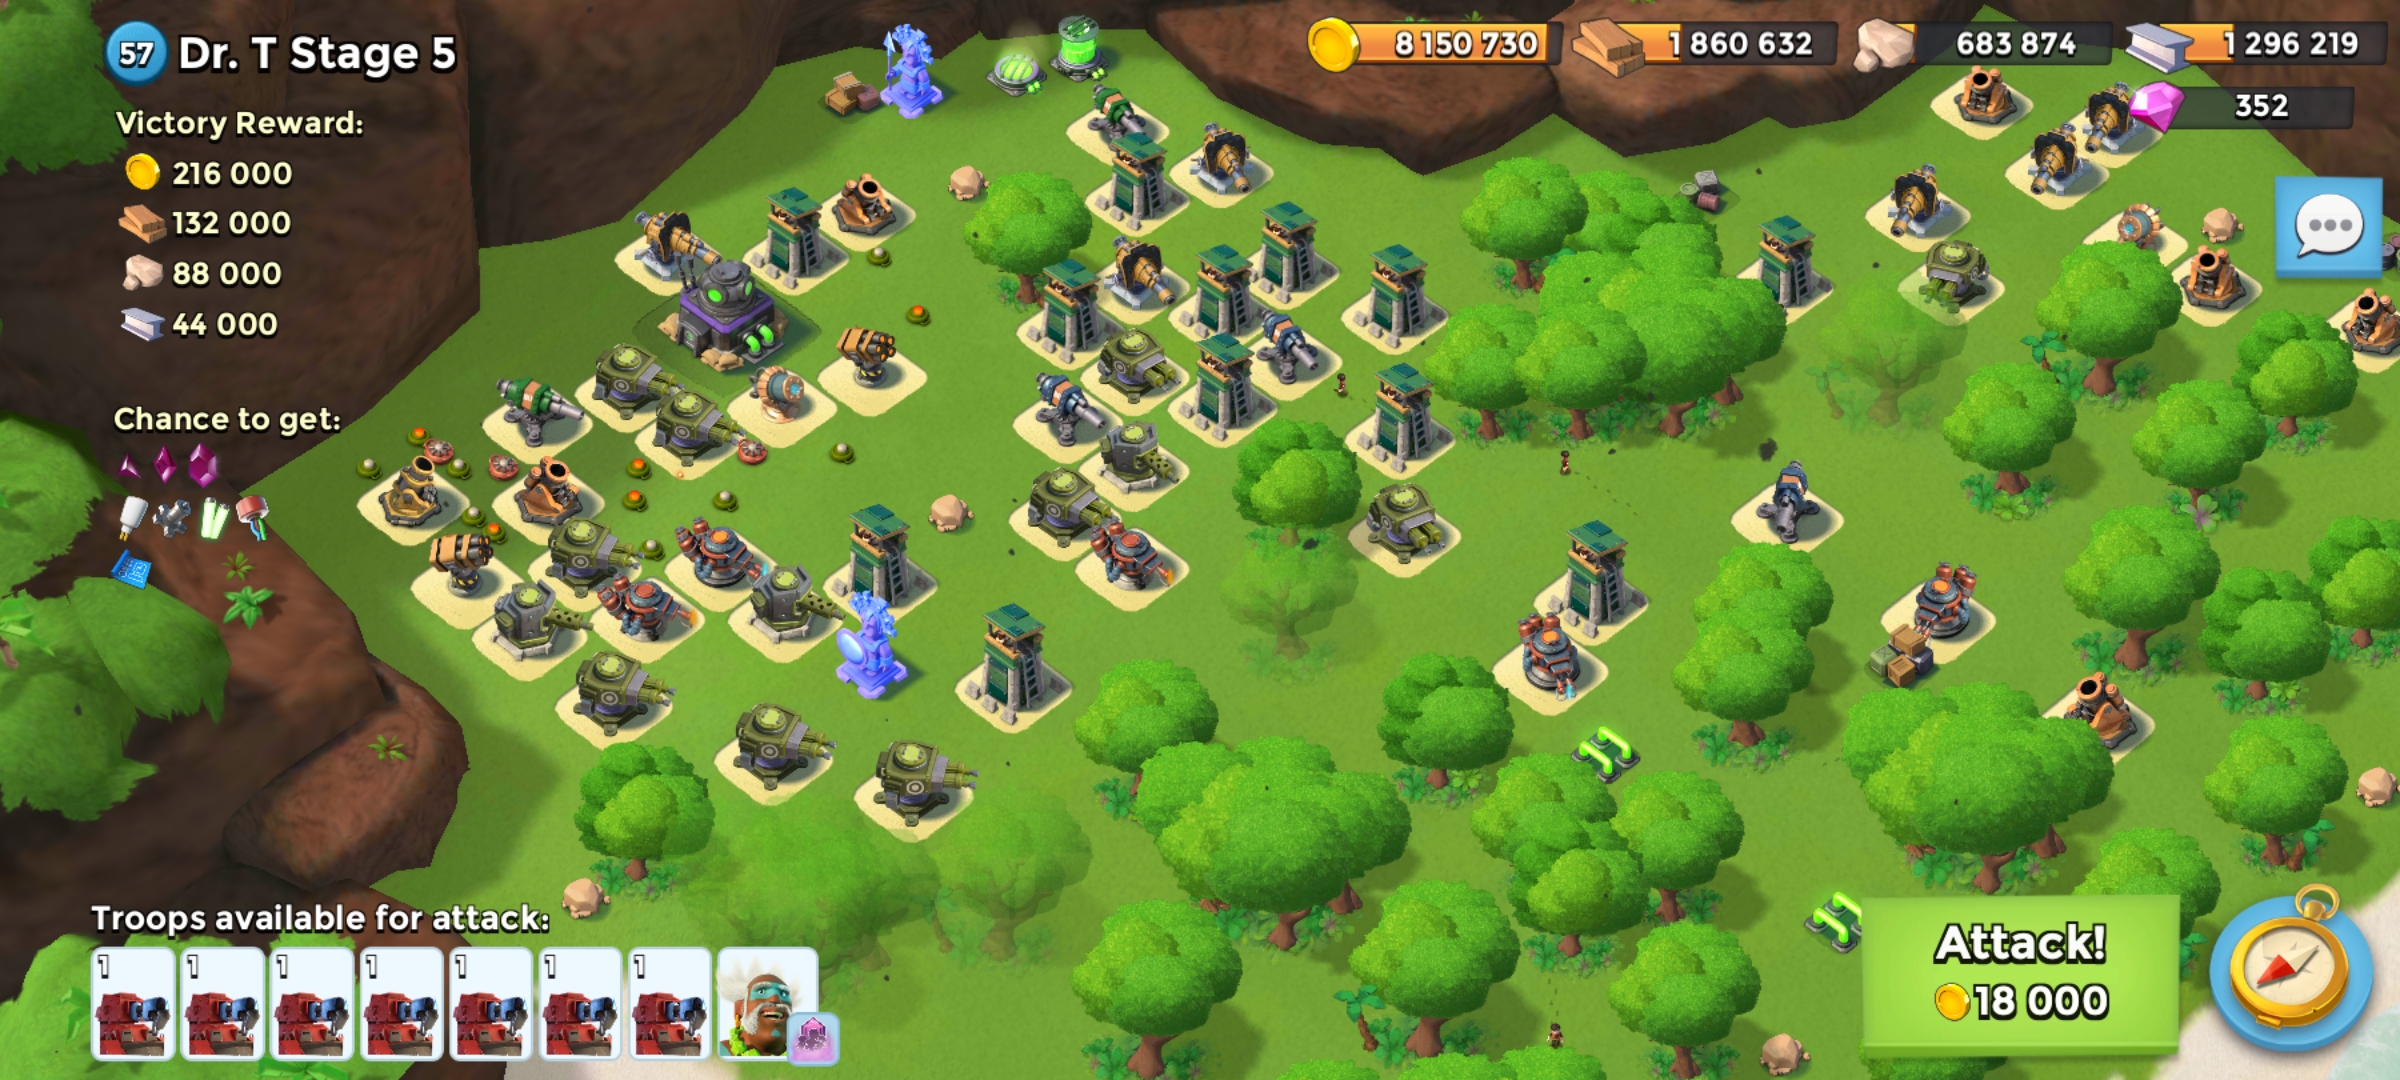 57 Dr. T Stage 5
8 150 730
1 860 632
683 874
1 296 219
352
Victory Reward:
216 000
132 000
88 000
44 000
Chance to get:
Troops available for attack:
1 1 1 1 1 1 1
Attack!
18 000